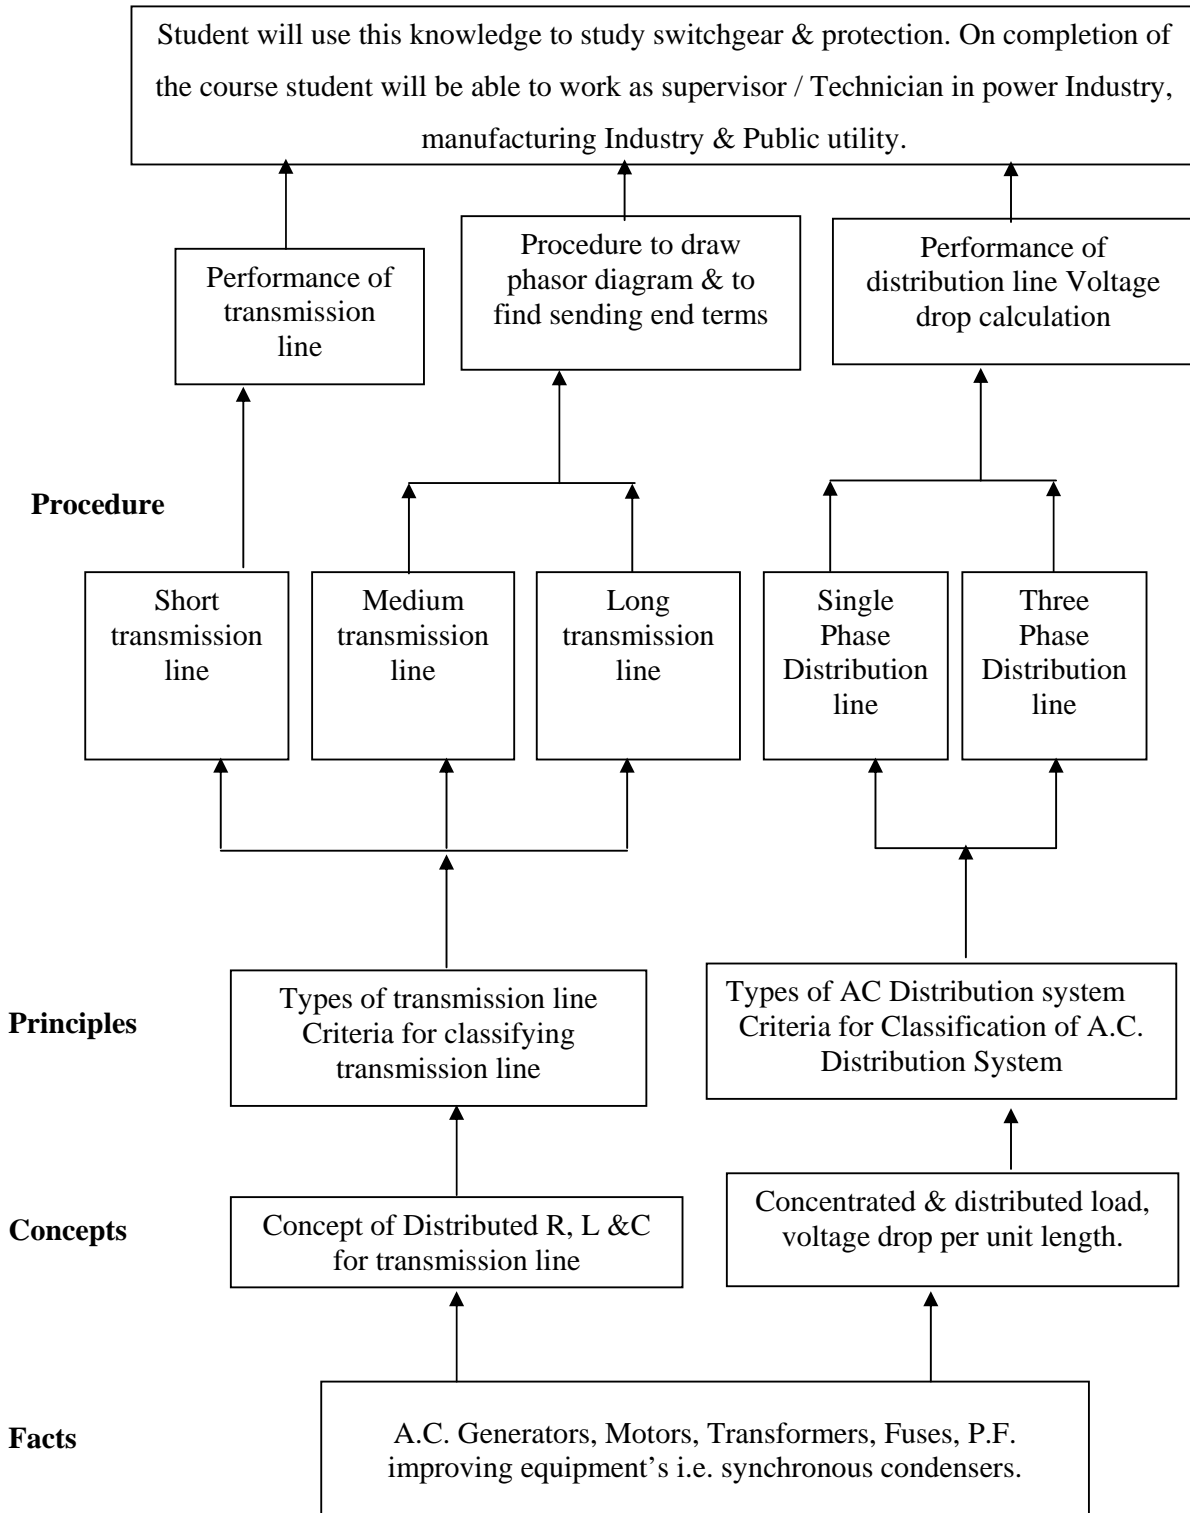 Student will use this knowledge to study switchgear & protection. On completion of
the course student will be able to work as supervisor / Technician in power Industry,
manufacturing Industry & Public utility.
Performance of
transmission
line
Procedure to draw
phasor diagram & to
find sending end terms
Performance of
distribution line Voltage
drop calculation
Procedure
Short
transmission
line
Medium
transmission
line
Long
transmission
line
Single
Phase
Distribution
line
Three
Phase
Distribution
line
Principles
Types of transmission line
Criteria for classifying
transmission line
Types of AC Distribution system
Criteria for Classification of A.C.
Distribution System
Concepts
Concept of Distributed R, L &C
for transmission line
Concentrated & distributed load,
voltage drop per unit length.
Facts
A.C. Generators, Motors, Transformers, Fuses, P.F.
improving equipment's i.e. synchronous condensers.